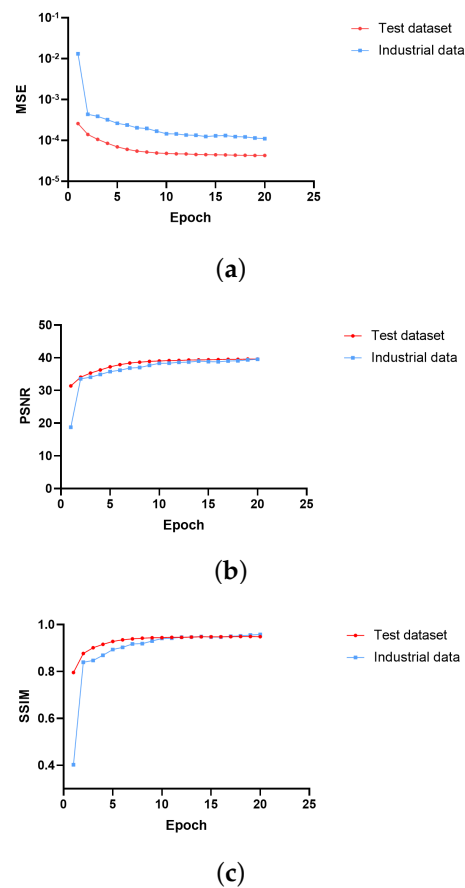 10⁻¹
10⁻²
10⁻³
10⁻⁴
10⁻⁵
MSE
0 5 10 15 20 25
Epoch
Test dataset
Industrial data
(a)
50
40
30
20
10
0
PSNR
0 5 10 15 20 25
Epoch
Test dataset
Industrial data
(b)
1.0
0.8
0.6
0.4
SSIM
0 5 10 15 20 25
Epoch
Test dataset
Industrial data
(c)